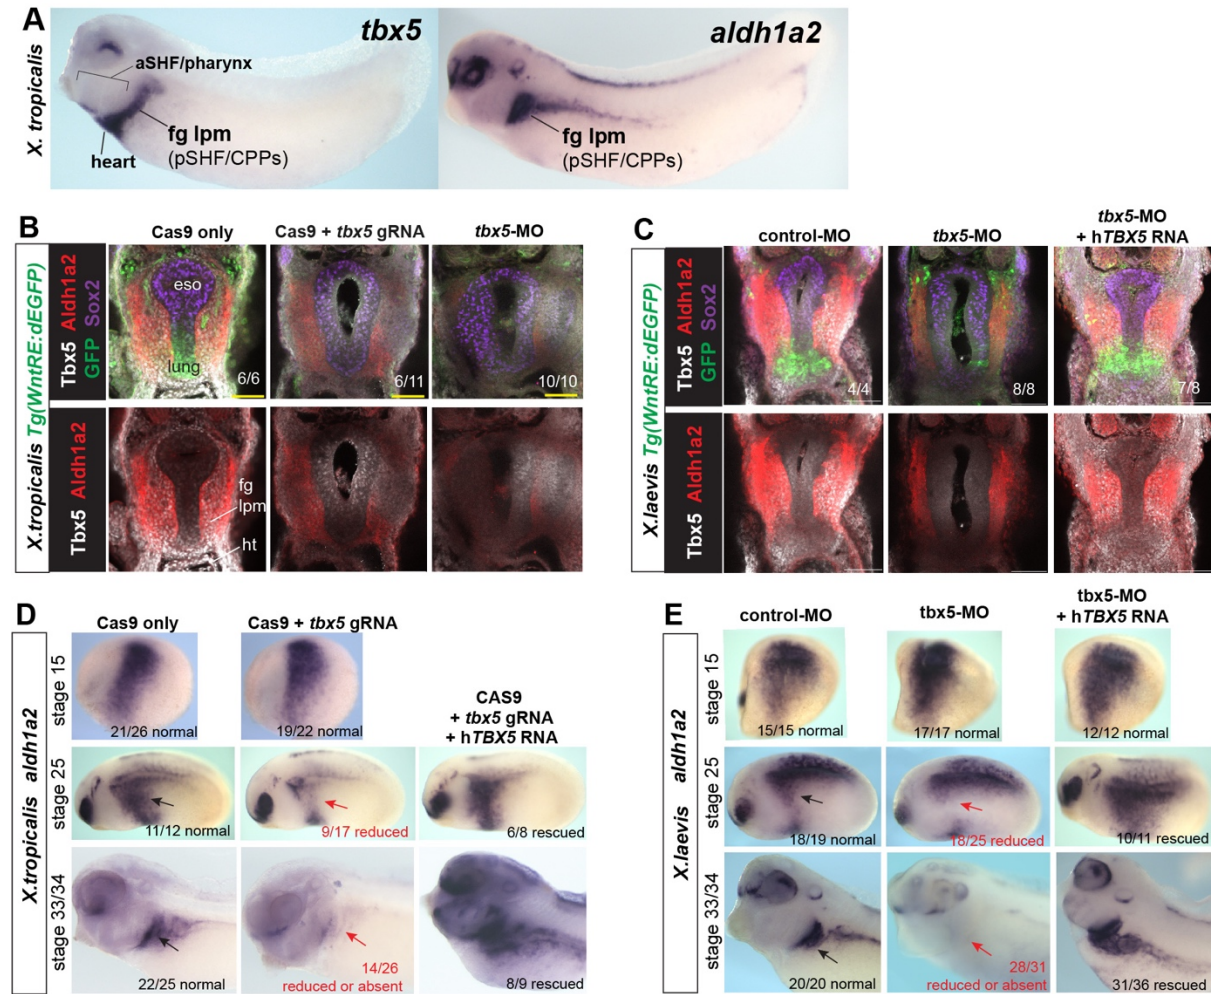 A
tbx5
aldh1a2
X. tropicalis
aSHF/pharynx
heart
fg lpm
(pSHF/CPPs)
fg lpm
(pSHF/CPPs)
B
Cas9 only
Cas9 + tbx5 gRNA
tbx5-MO
X.tropicalis Tg(WntRE:dEGFP)
Tbx5 Aldh1a2
GFP Sox2
eso
lung
6/6
6/11
10/10
Tbx5 Aldh1a2
fg
lpm
ht
C
control-MO
tbx5-MO
tbx5-MO
+ hTBX5 RNA
X.laevis Tg(WntRE:dEGFP)
Tbx5 Aldh1a2
GFP Sox2
4/4
8/8
7/8
Tbx5 Aldh1a2
D
Cas9 only
Cas9 + tbx5 gRNA
CAS9
+ tbx5 gRNA
+ hTBX5 RNA
X.tropicalis aldh1a2
stage 15
21/26 normal
19/22 normal
stage 25
11/12 normal
9/17 reduced
6/8 rescued
stage 33/34
22/25 normal
14/26
reduced or absent
8/9 rescued
E
control-MO
tbx5-MO
tbx5-MO
+ hTBX5 RNA
X.laevis aldh1a2
stage 15
15/15 normal
17/17 normal
12/12 normal
stage 25
18/19 normal
18/25 reduced
10/11 rescued
stage 33/34
20/20 normal
28/31
reduced or absent
31/36 rescued